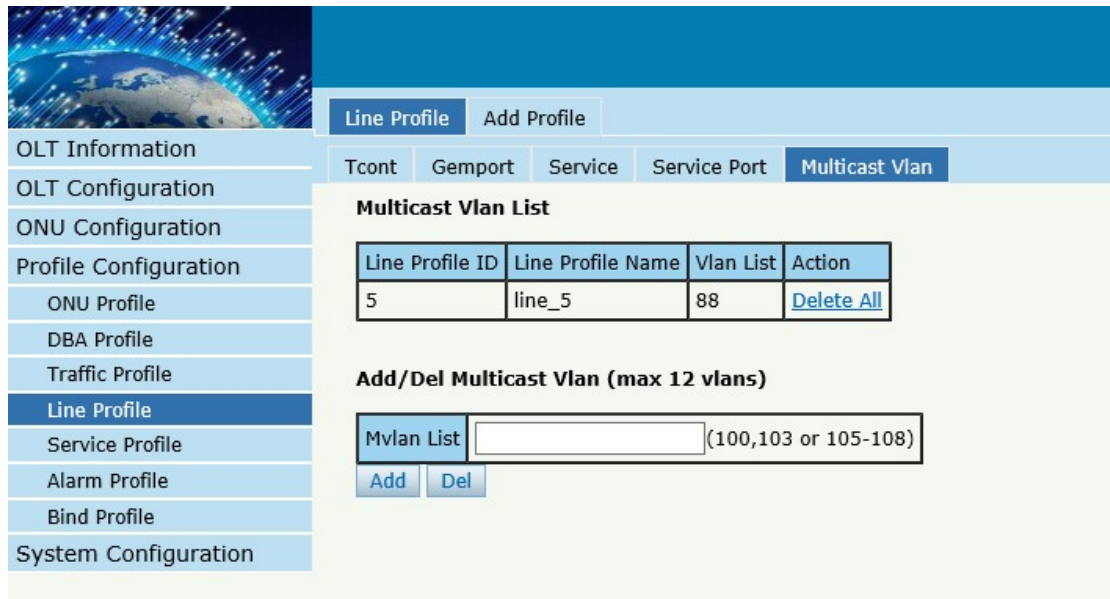 Line Profile Add Profile
OLT Information
OLT Configuration
ONU Configuration
Profile Configuration
ONU Profile
DBA Profile
Traffic Profile
Line Profile
Service Profile
Alarm Profile
Bind Profile
System Configuration
Tcont Gemport Service Service Port Multicast Vlan
Multicast Vlan List
Line Profile ID Line Profile Name Vlan List Action
5 line_5 88 Delete All
Add/Del Multicast Vlan (max 12 vlans)
Mvlan List (100,103 or 105-108)
Add Del